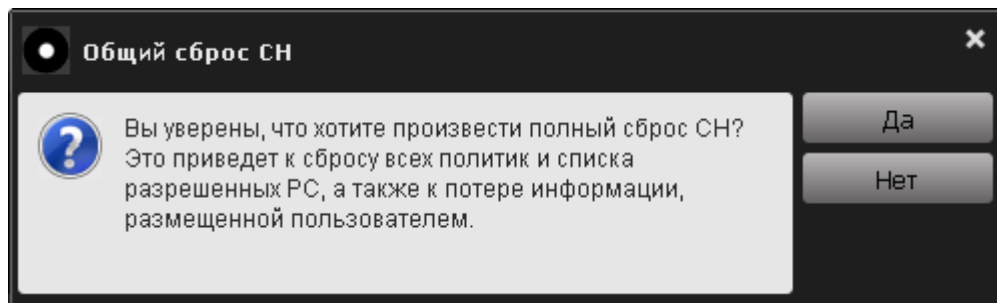 Общий сброс СН
Вы уверены, что хотите произвести полный сброс СН?
Это приведет к сбросу всех политик и списка
разрешенных РС, а также к потере информации,
размещенной пользователем.
Да
Нет